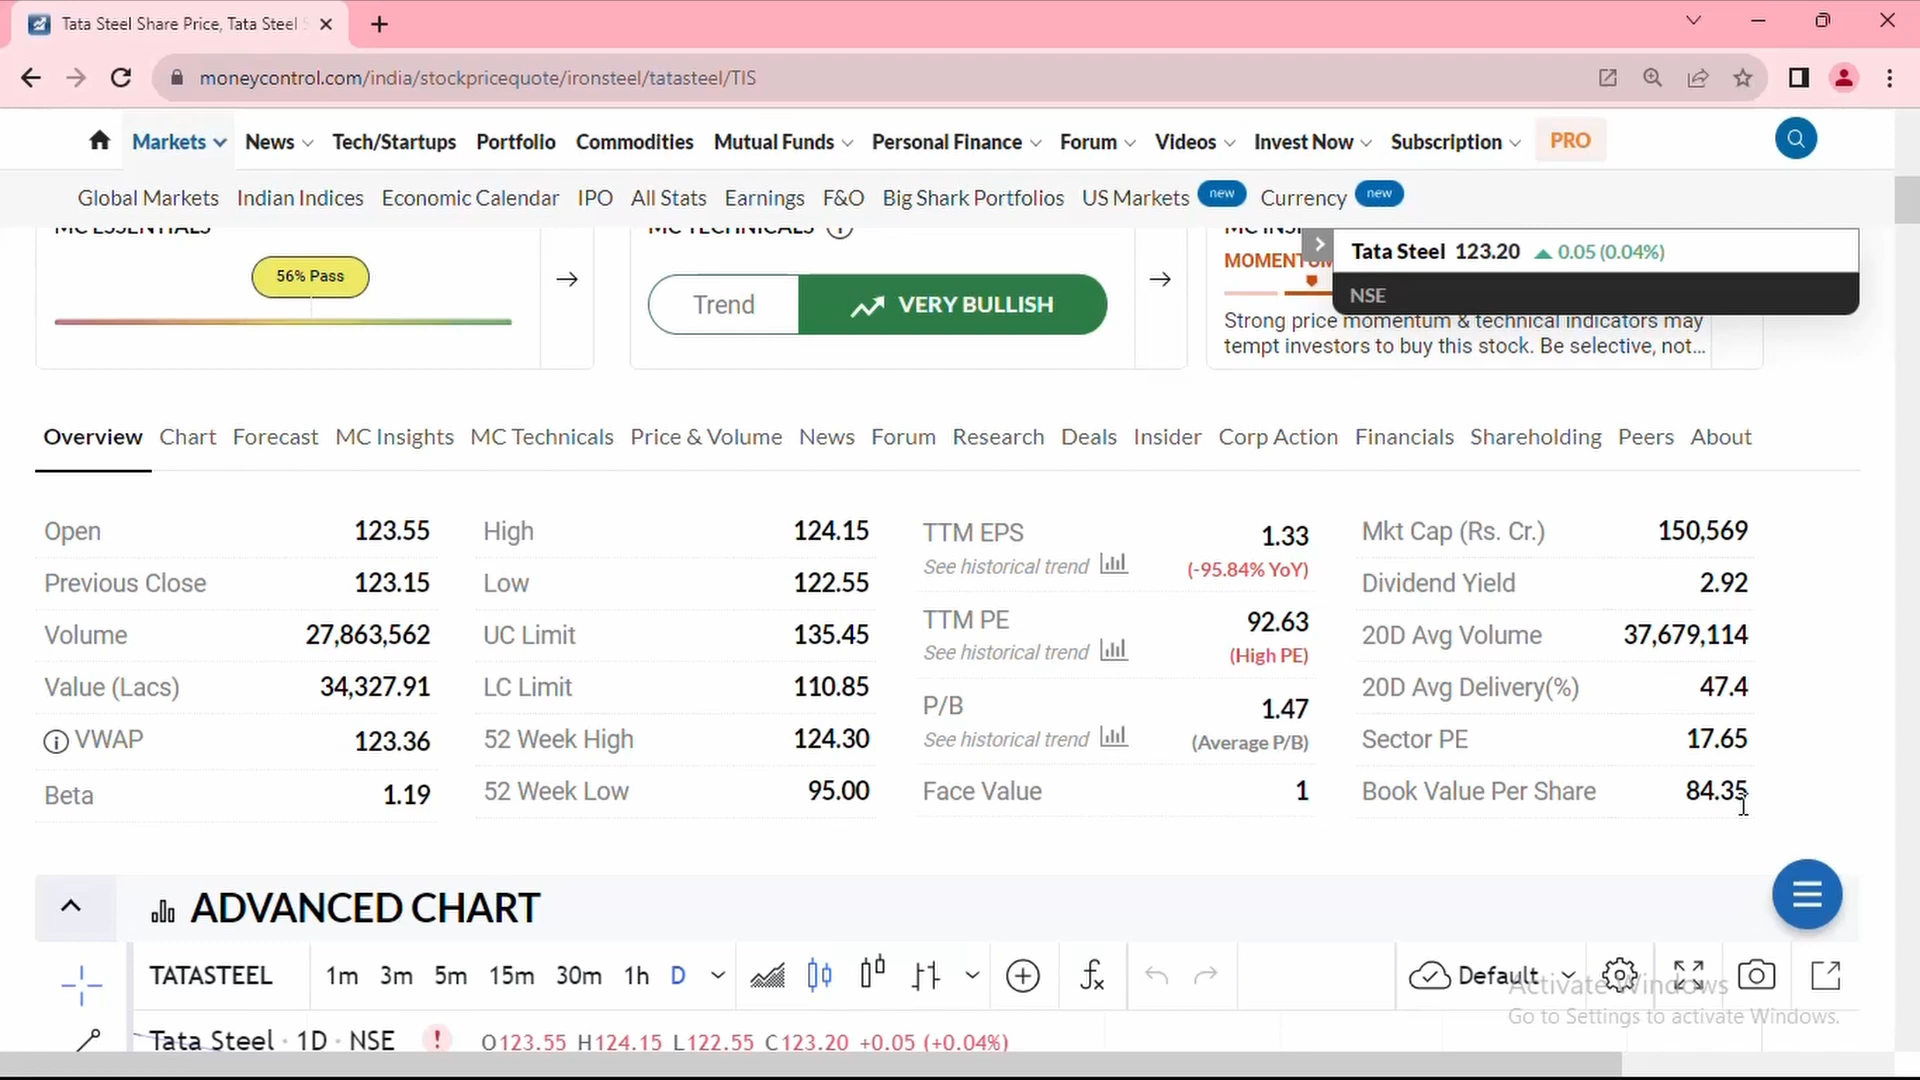 Tata Steel Share Price, Tata Steel S
moneycontrol.com/india/stockpricequote/ironsteel/tatasteel/TIS
Markets News Tech/Startups Portfolio Commodities Mutual Funds Personal Finance Forum Videos Invest Now Subscription PRO
Global Markets Indian Indices Economic Calendar IPO All Stats Earnings F&O Big Shark Portfolios US Markets new Currency new
MC ESSENTIALS
56% Pass
MC TECHNICALS
Trend VERY BULLISH
MC INSI
MOMENTUM
Strong price momentum & technical indicators may
tempt investors to buy this stock. Be selective, not...
Tata Steel 123.20 0.05 (0.04%)
NSE
Overview Chart Forecast MC Insights MC Technicals Price & Volume News Forum Research Deals Insider Corp Action Financials Shareholding Peers About
Open 123.55
Previous Close 123.15
Volume 27,863,562
Value (Lacs) 34,327.91
VWAP 123.36
Beta 1.19
High 124.15
Low 122.55
UC Limit 135.45
LC Limit 110.85
52 Week High 124.30
52 Week Low 95.00
TTM EPS 1.33
See historical trend (-95.84% YoY)
TTM PE 92.63
See historical trend (High PE)
P/B 1.47
See historical trend (Average P/B)
Face Value 1
Mkt Cap (Rs. Cr.) 150,569
Dividend Yield 2.92
20D Avg Volume 37,679,114
20D Avg Delivery(%) 47.4
Sector PE 17.65
Book Value Per Share 84.35
ADVANCED CHART
TATASTEEL 1m 3m 5m 15m 30m 1h D Default
Tata Steel · 1D · NSE O123.55 H124.15 L122.55 C123.20 +0.05 (+0.04%)
Activate Windows
Go to Settings to activate Windows.